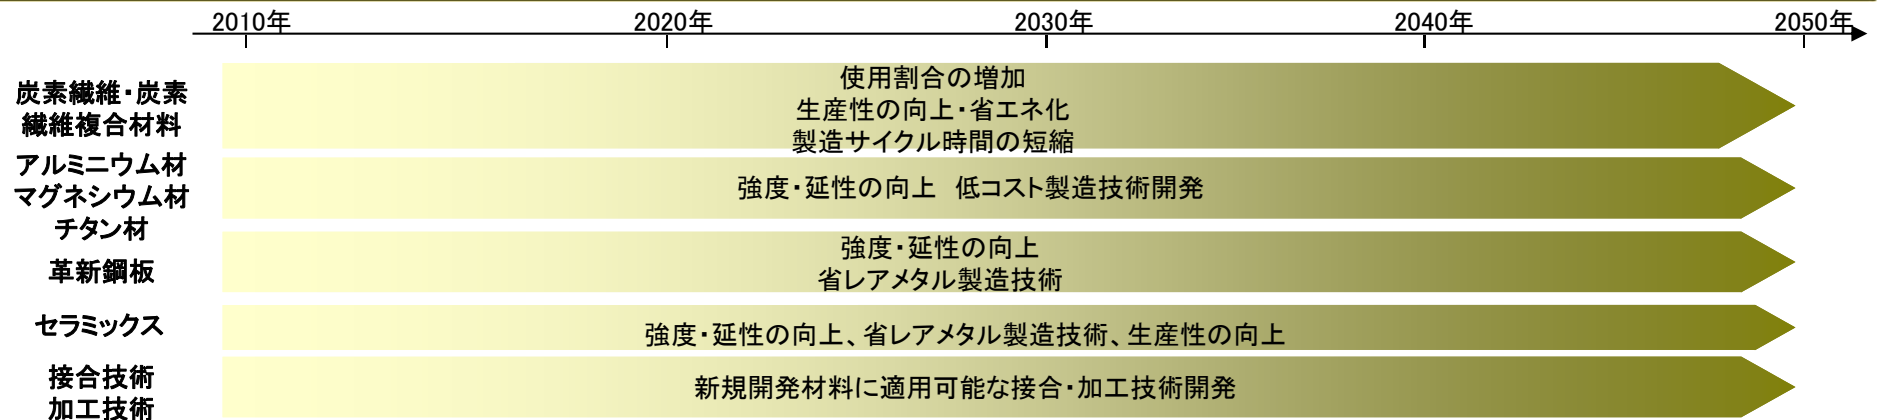 2010年 2020年 2030年 2040年 2050年
炭素繊維・炭素
繊維複合材料
使用割合の増加
生産性の向上・省エネ化
製造サイクル時間の短縮
アルミニウム材
マグネシウム材
チタン材
強度・延性の向上　低コスト製造技術開発
革新鋼板
強度・延性の向上
省レアメタル製造技術
セラミックス
強度・延性の向上、省レアメタル製造技術、生産性の向上
接合技術
加工技術
新規開発材料に適用可能な接合・加工技術開発